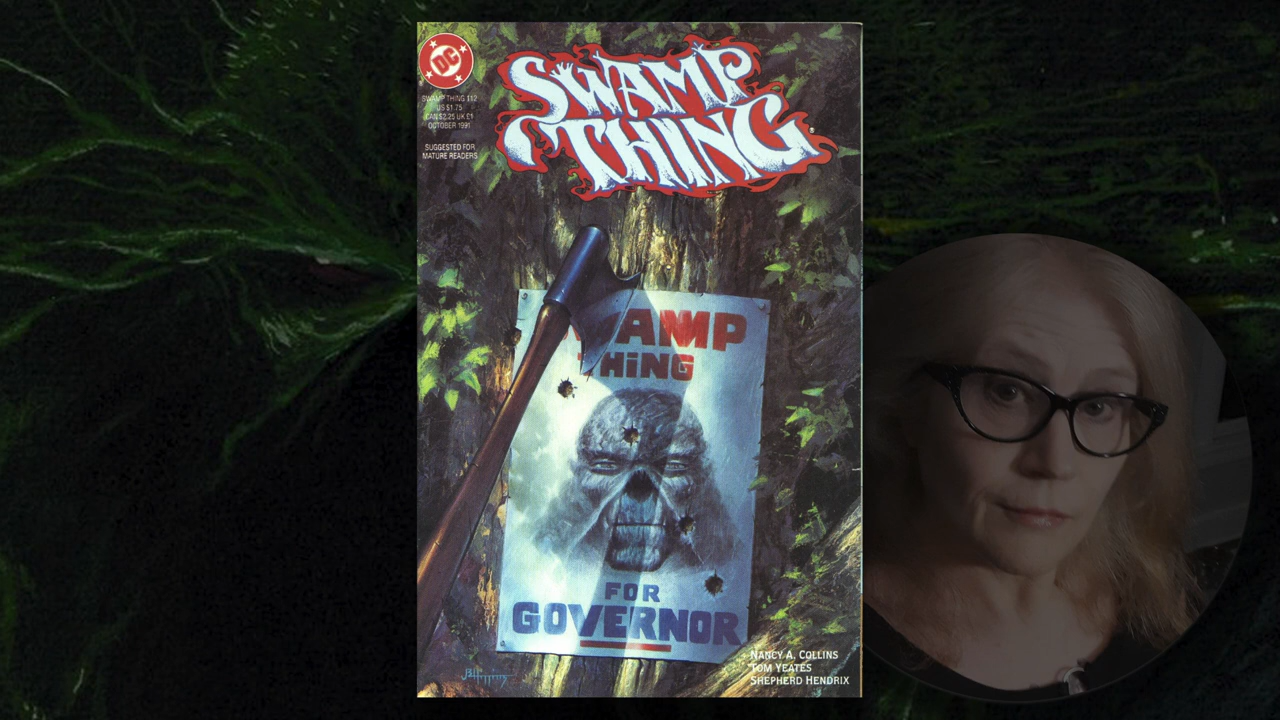 DC
SWAMP THING 112
US $1.75
CAN $2.25 UK £1
OCTOBER 1991
SUGGESTED FOR
MATURE READERS
SWAMP
THING
WAMP
THiNG
FOR
GOVERNOR
NANCY A. COLLINS
TOM YEATES
SHEPHERD HENDRIX